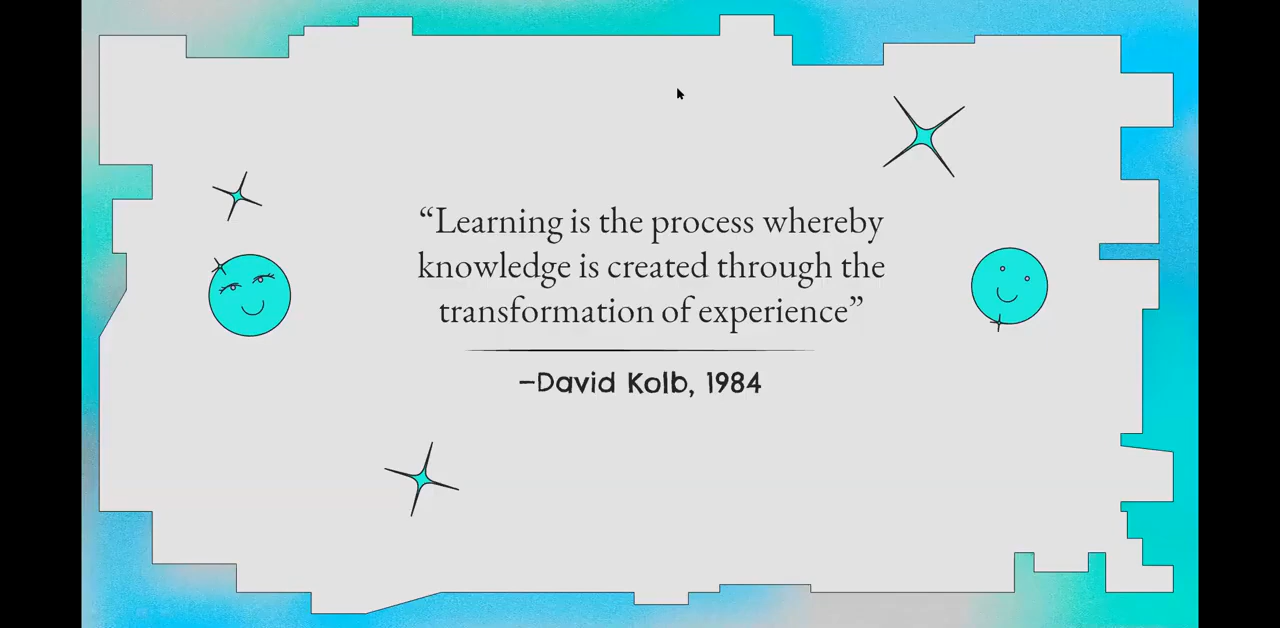 “Learning is the process whereby
knowledge is created through the
transformation of experience”
–David Kolb, 1984